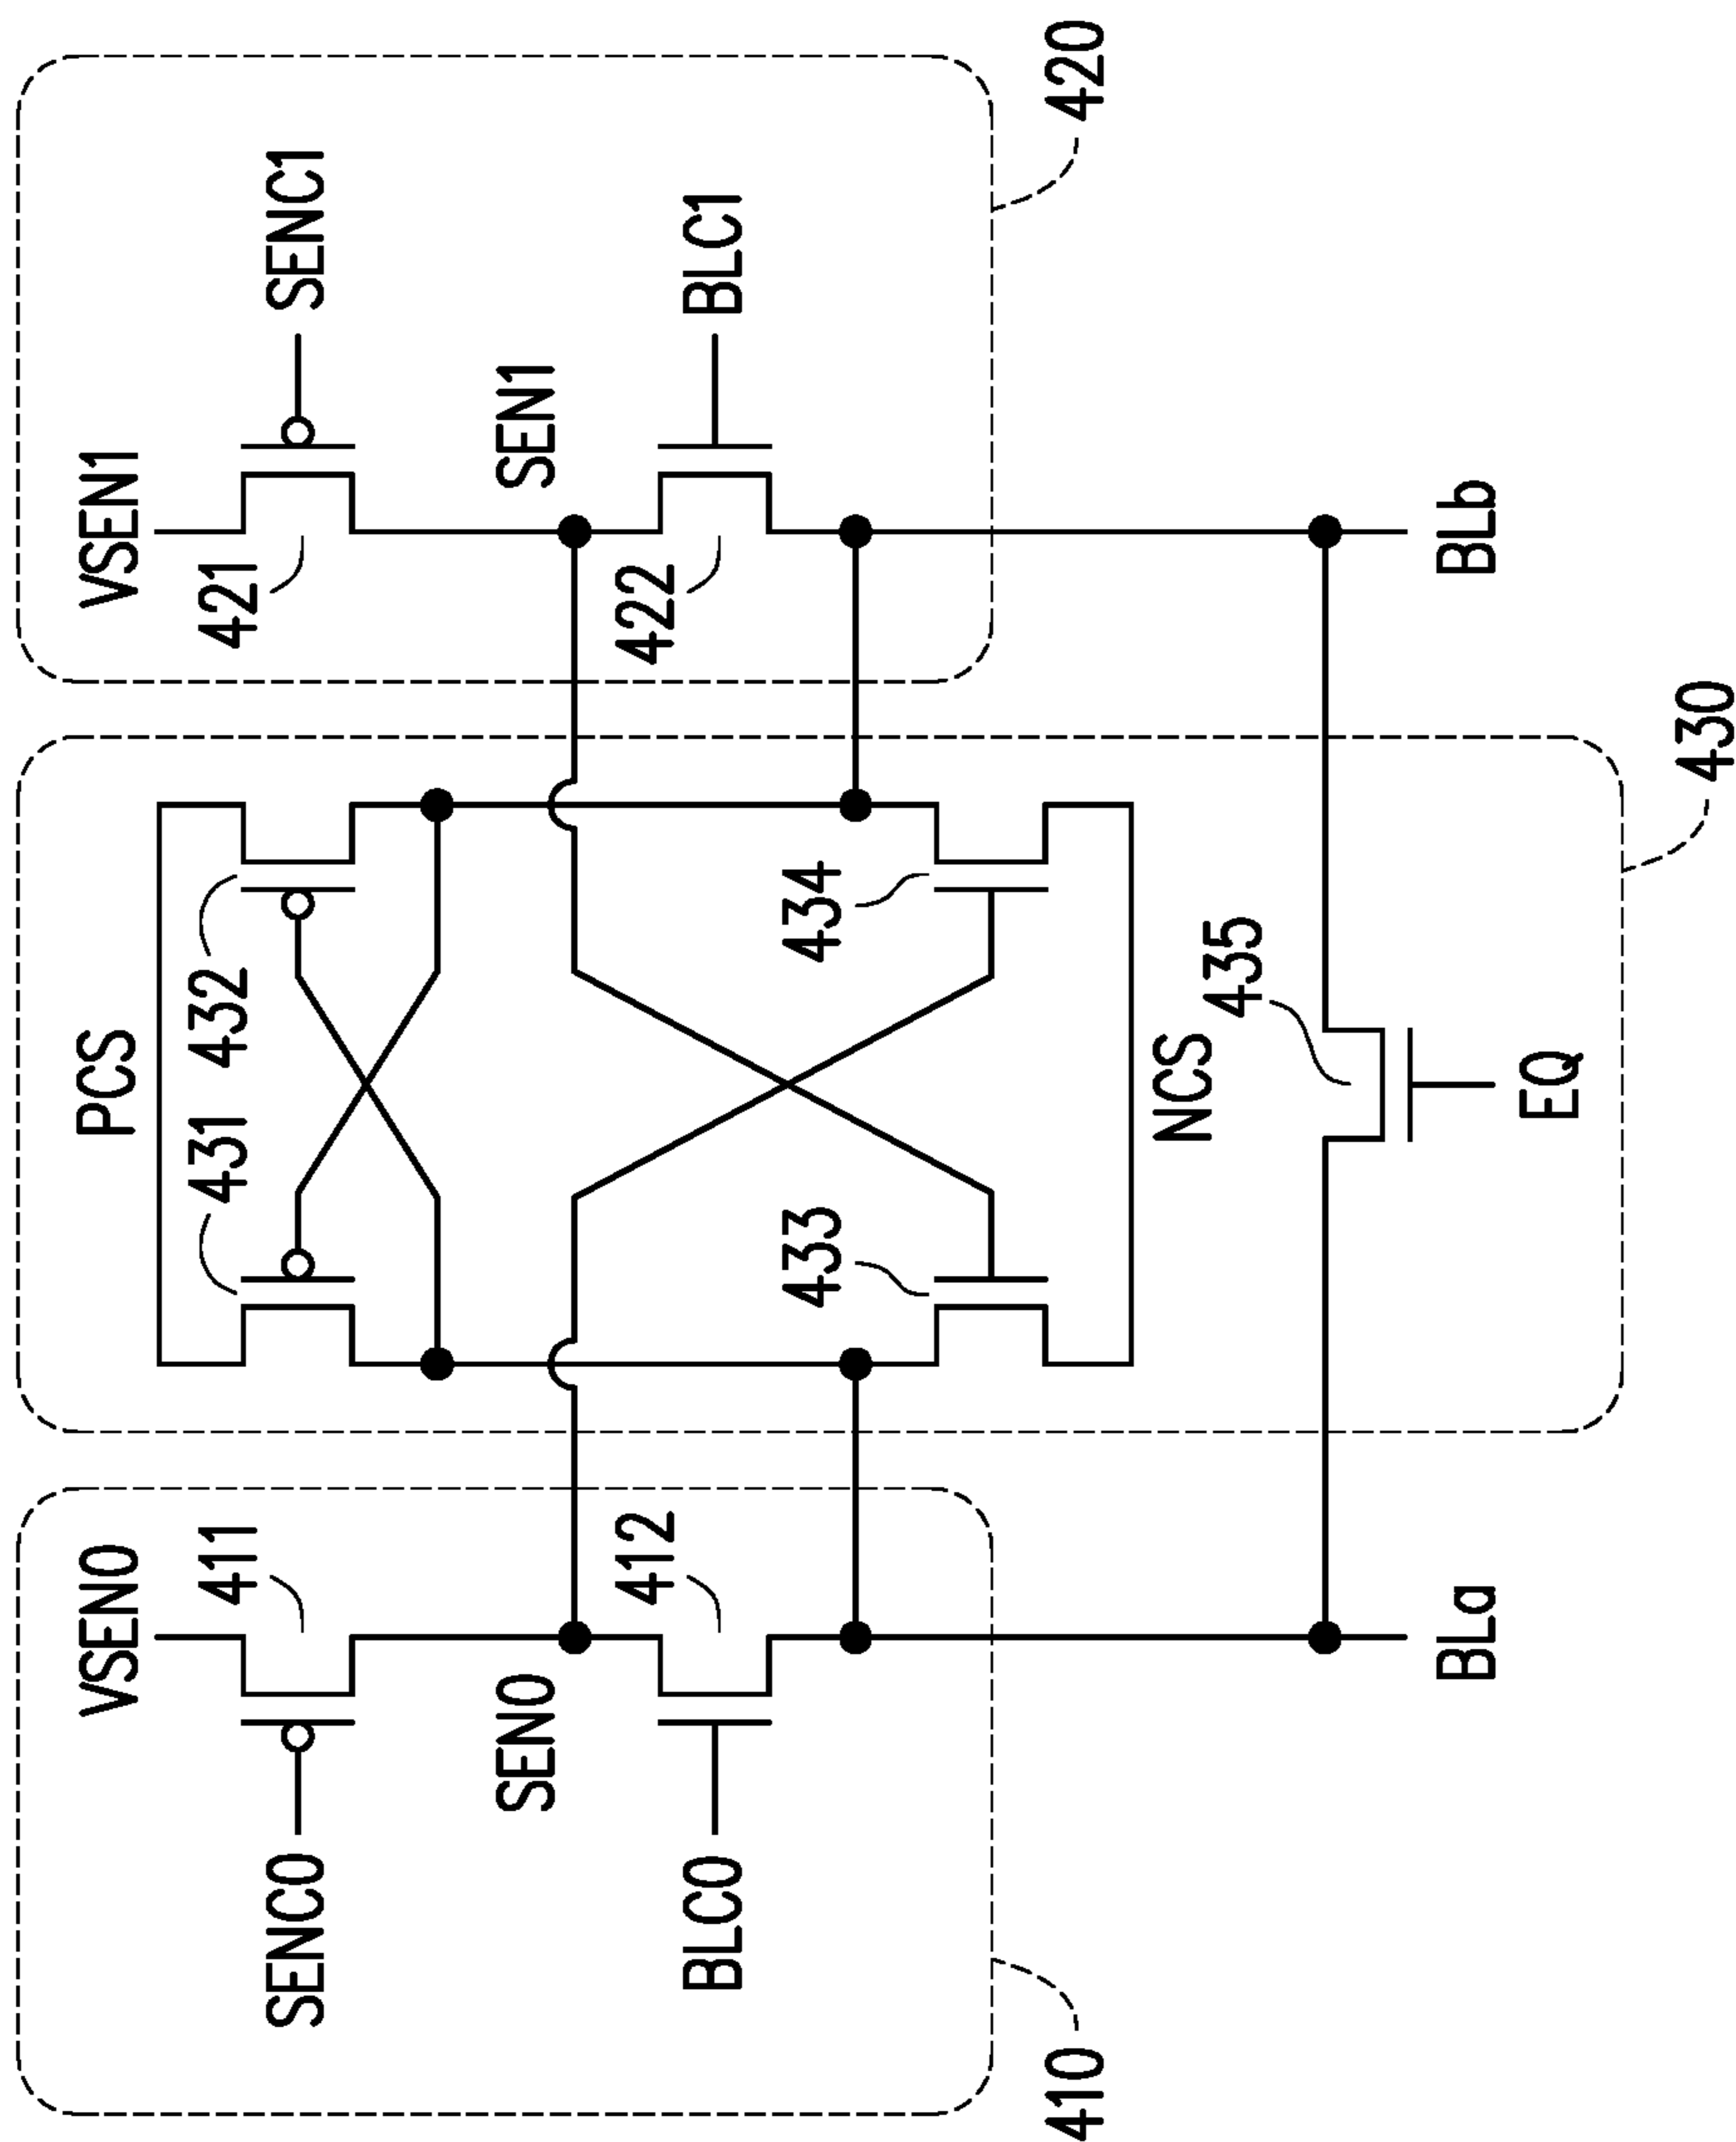 VSEN0
PCS
VSEN1
411
431
432
421
SENC0
SENC1
SEN0
SEN1
412
422
BLC0
BLC1
433
434
410
420
NCS
435
BLa
BLb
EQ
430